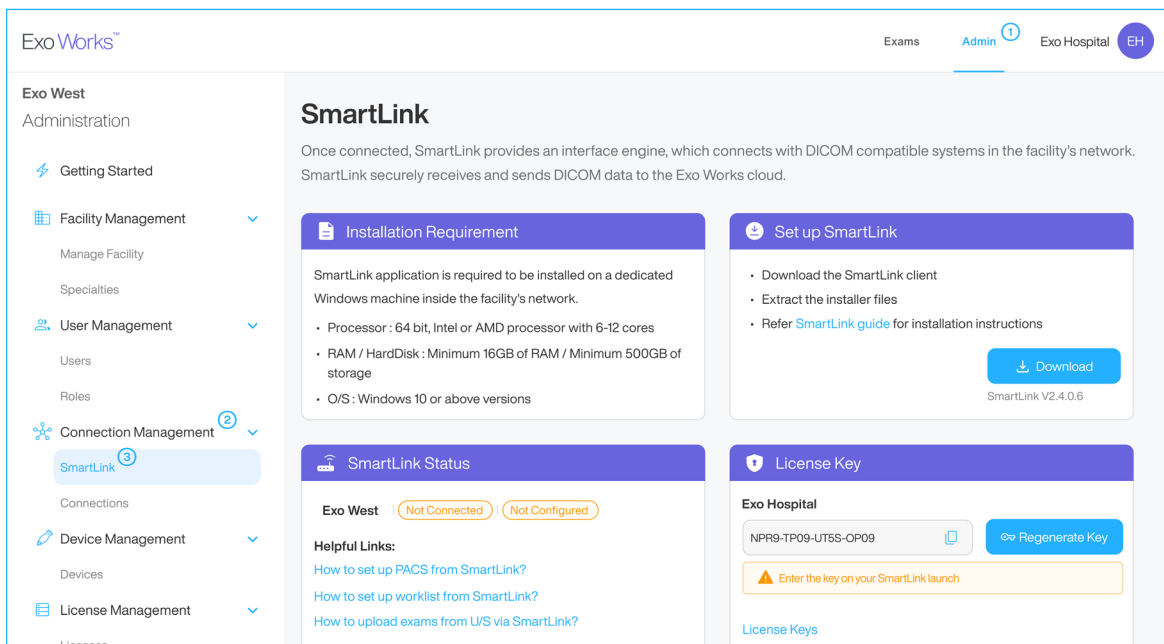 Exo Works™
Exams
Admin
1
Exo Hospital
EH
Exo West
Administration
Getting Started
Facility Management
Manage Facility
Specialties
User Management
Users
Roles
Connection Management
2
SmartLink
3
Connections
Device Management
Devices
License Management
Licenses
SmartLink
Once connected, SmartLink provides an interface engine, which connects with DICOM compatible systems in the facility's network.
SmartLink securely receives and sends DICOM data to the Exo Works cloud.
Installation Requirement
SmartLink application is required to be installed on a dedicated
Windows machine inside the facility's network.
• Processor : 64 bit, Intel or AMD processor with 6-12 cores
• RAM / HardDisk : Minimum 16GB of RAM / Minimum 500GB of
storage
• O/S : Windows 10 or above versions
Set up SmartLink
• Download the SmartLink client
• Extract the installer files
• Refer SmartLink guide for installation instructions
Download
SmartLink V2.4.0.6
SmartLink Status
Exo West
Not Connected
Not Configured
Helpful Links:
How to set up PACS from SmartLink?
How to set up worklist from SmartLink?
How to upload exams from U/S via SmartLink?
License Key
Exo Hospital
NPR9-TP09-UT5S-OP09
Regenerate Key
Enter the key on your SmartLink launch
License Keys